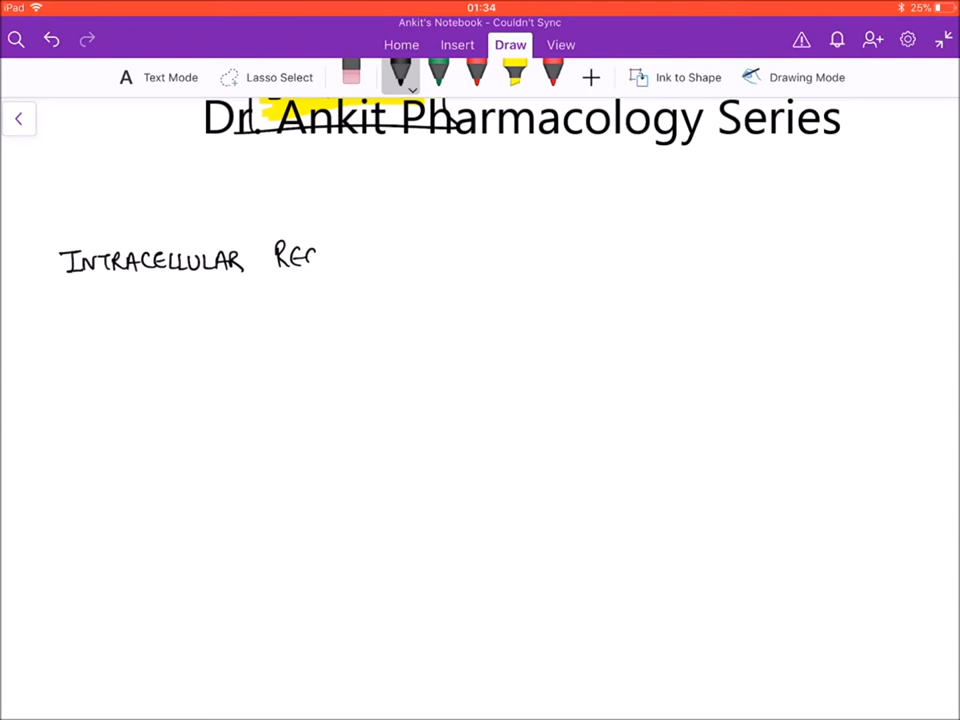 iPad 01:34 25%
Ankit's Notebook - Couldn't Sync
Home Insert Draw View
Text Mode Lasso Select Ink to Shape Drawing Mode
Dr. Ankit Pharmacology Series
INTRACELLULAR REC